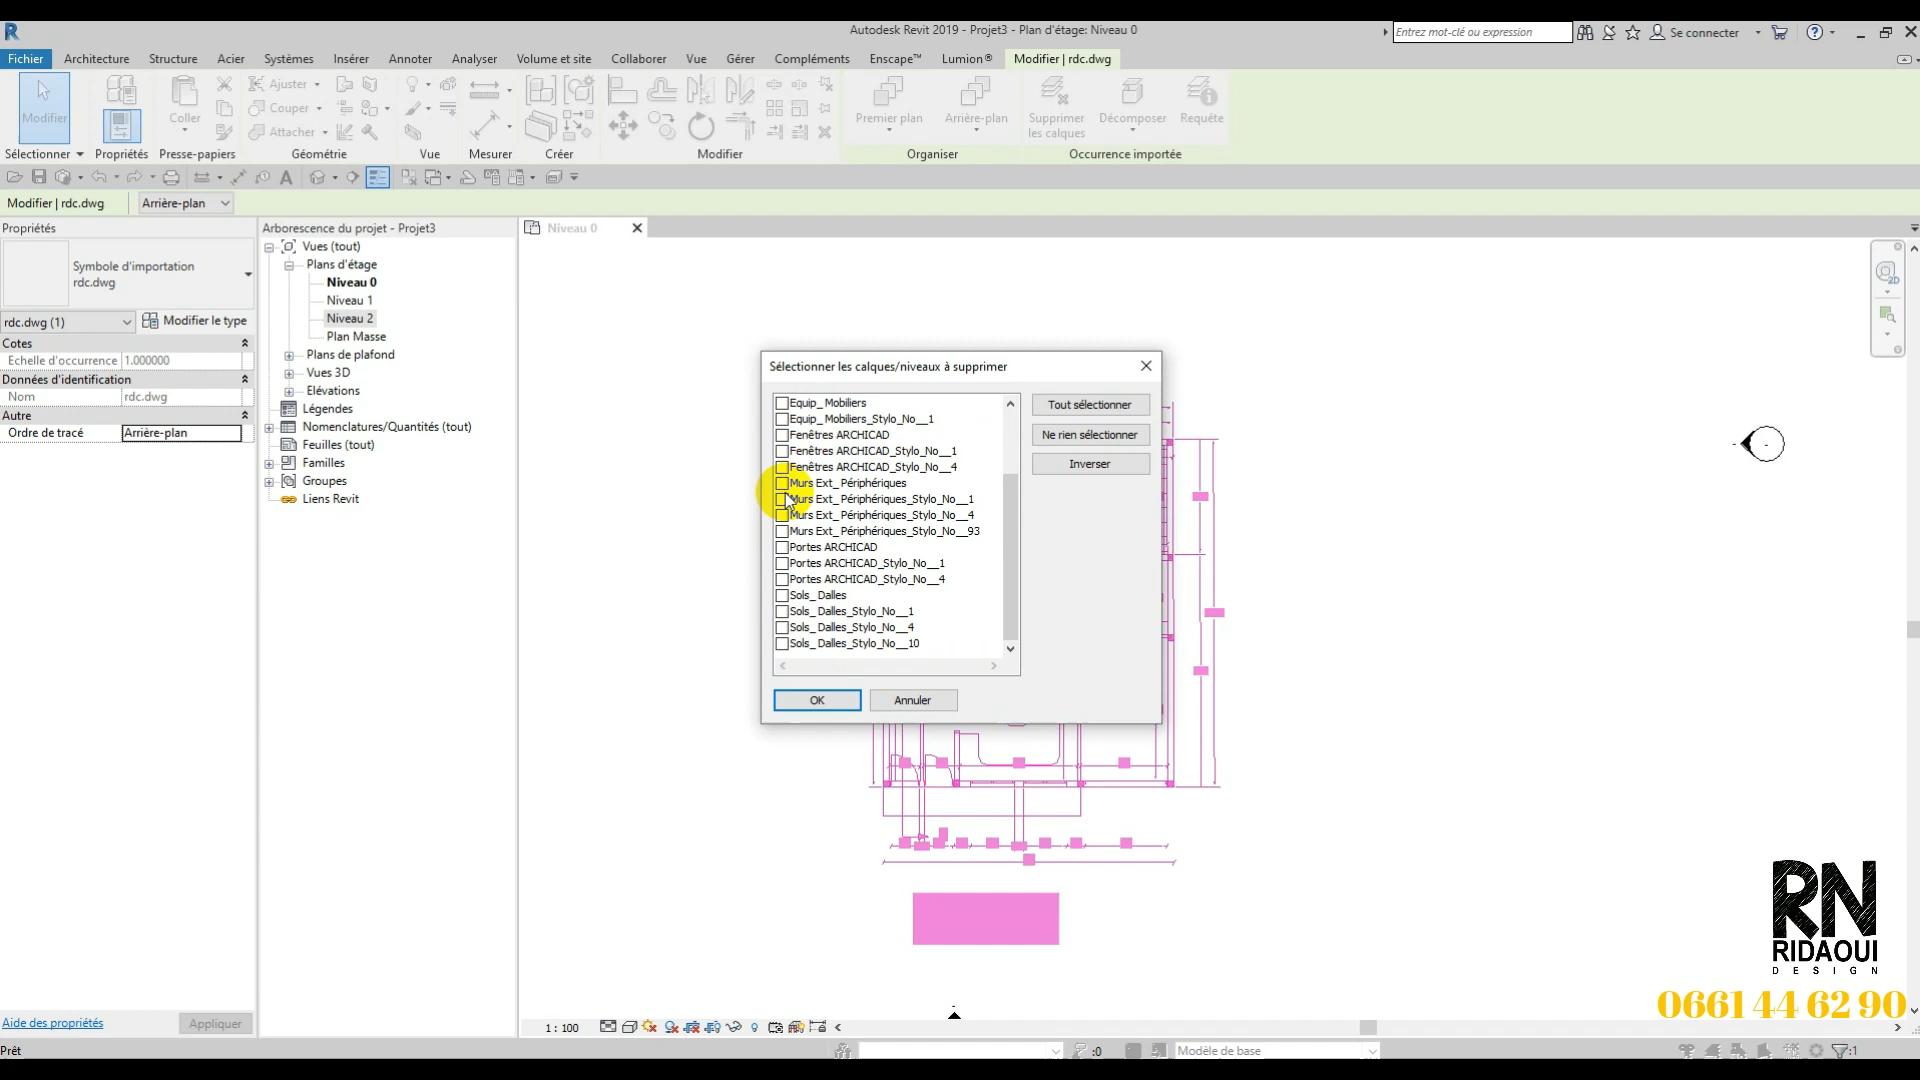 Autodesk Revit 2019 - Projet3 - Plan d'étage: Niveau 0
Entrez mot-clé ou expression
Se connecter
Fichier Architecture Structure Acier Systèmes Insérer Annoter Analyser Volume et site Collaborer Vue Gérer Compléments Enscape™ Lumion® Modifier | rdc.dwg
Modifier
Coller
Ajuster
Couper
Attacher
Premier plan
Arrière-plan
Supprimer
les calques
Décomposer
Requête
Sélectionner Propriétés Presse-papiers Géométrie Vue Mesurer Créer Modifier Organiser Occurrence importée
Modifier | rdc.dwg Arrière-plan
Propriétés
Symbole d'importation
rdc.dwg
rdc.dwg (1) Modifier le type
Cotes
Echelle d'occurrence 1.000000
Données d'identification
Nom rdc.dwg
Autre
Ordre de tracé Arrière-plan
Aide des propriétés Appliquer
Arborescence du projet - Projet3
Vues (tout)
Plans d'étage
Niveau 0
Niveau 1
Niveau 2
Plan Masse
Plans de plafond
Vues 3D
Elévations
Légendes
Nomenclatures/Quantités (tout)
Feuilles (tout)
Familles
Groupes
Liens Revit
Niveau 0
2D
Sélectionner les calques/niveaux à supprimer
Equip_ Mobiliers
Equip_ Mobiliers_Stylo_No__1
Fenêtres ARCHICAD
Fenêtres ARCHICAD_Stylo_No__1
Fenêtres ARCHICAD_Stylo_No__4
Murs Ext_ Périphériques
Murs Ext_ Périphériques_Stylo_No__1
Murs Ext_ Périphériques_Stylo_No__4
Murs Ext_ Périphériques_Stylo_No__93
Portes ARCHICAD
Portes ARCHICAD_Stylo_No__1
Portes ARCHICAD_Stylo_No__4
Sols_ Dalles
Sols_ Dalles_Stylo_No__1
Sols_ Dalles_Stylo_No__4
Sols_ Dalles_Stylo_No__10
Tout sélectionner
Ne rien sélectionner
Inverser
OK Annuler
RN
RIDAOUI
DESIGN
0661 44 62 90
1 : 100
Prêt
:0
Modèle de base
:1